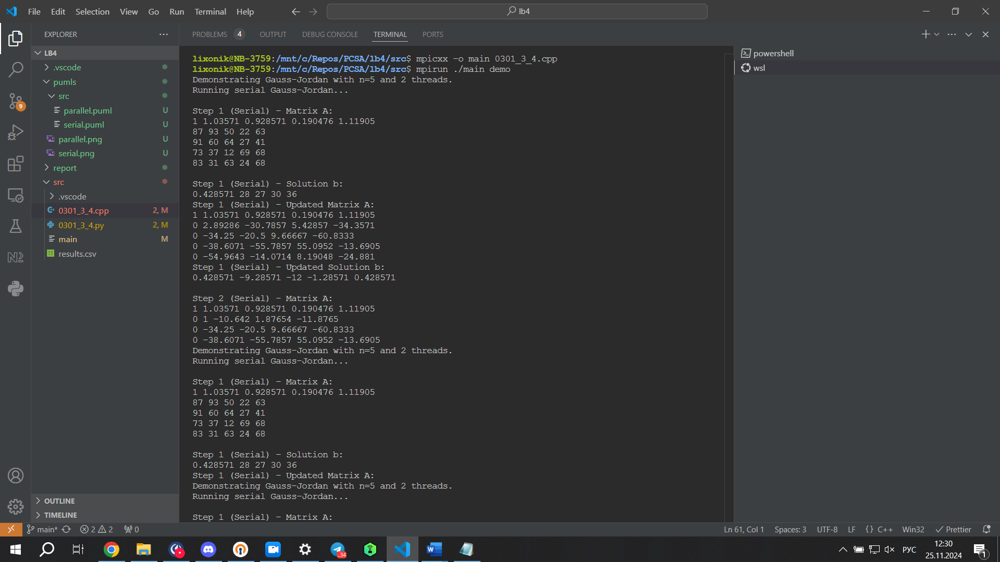 File Edit Selection View Go Run Terminal Help
lb4
EXPLORER
LB4
.vscode
pumls
src
parallel.puml U
serial.puml U
parallel.png U
serial.png U
report
src
.vscode
0301_3_4.cpp 2, M
0301_3_4.py 2, M
main M
results.csv
OUTLINE
TIMELINE
PROBLEMS 4 OUTPUT DEBUG CONSOLE TERMINAL PORTS
lixonik@NB-3759:/mnt/c/Repos/PCSA/lb4/src$ mpicxx -o main 0301_3_4.cpp
lixonik@NB-3759:/mnt/c/Repos/PCSA/lb4/src$ mpirun ./main demo
Demonstrating Gauss-Jordan with n=5 and 2 threads.
Running serial Gauss-Jordan...
Step 1 (Serial) - Matrix A:
1 1.03571 0.928571 0.190476 1.11905
87 93 50 22 63
91 60 64 27 41
73 37 12 69 68
83 31 63 24 68
Step 1 (Serial) - Solution b:
0.428571 28 27 30 36
Step 1 (Serial) - Updated Matrix A:
1 1.03571 0.928571 0.190476 1.11905
0 2.89286 -30.7857 5.42857 -34.3571
0 -34.25 -20.5 9.66667 -60.8333
0 -38.6071 -55.7857 55.0952 -13.6905
0 -54.9643 -14.0714 8.19048 -24.881
Step 1 (Serial) - Updated Solution b:
0.428571 -9.28571 -12 -1.28571 0.428571
Step 2 (Serial) - Matrix A:
1 1.03571 0.928571 0.190476 1.11905
0 1 -10.642 1.87654 -11.8765
0 -34.25 -20.5 9.66667 -60.8333
0 -38.6071 -55.7857 55.0952 -13.6905
Demonstrating Gauss-Jordan with n=5 and 2 threads.
Running serial Gauss-Jordan...
Step 1 (Serial) - Matrix A:
1 1.03571 0.928571 0.190476 1.11905
87 93 50 22 63
91 60 64 27 41
73 37 12 69 68
83 31 63 24 68
Step 1 (Serial) - Solution b:
0.428571 28 27 30 36
Step 1 (Serial) - Updated Matrix A:
Demonstrating Gauss-Jordan with n=5 and 2 threads.
Running serial Gauss-Jordan...
Step 1 (Serial) - Matrix A:
powershell
wsl
9
main* 2 2 0
Ln 61, Col 1 Spaces: 3 UTF-8 LF {} C++ Win32 Prettier
34
РУС
12:30
25.11.2024
1